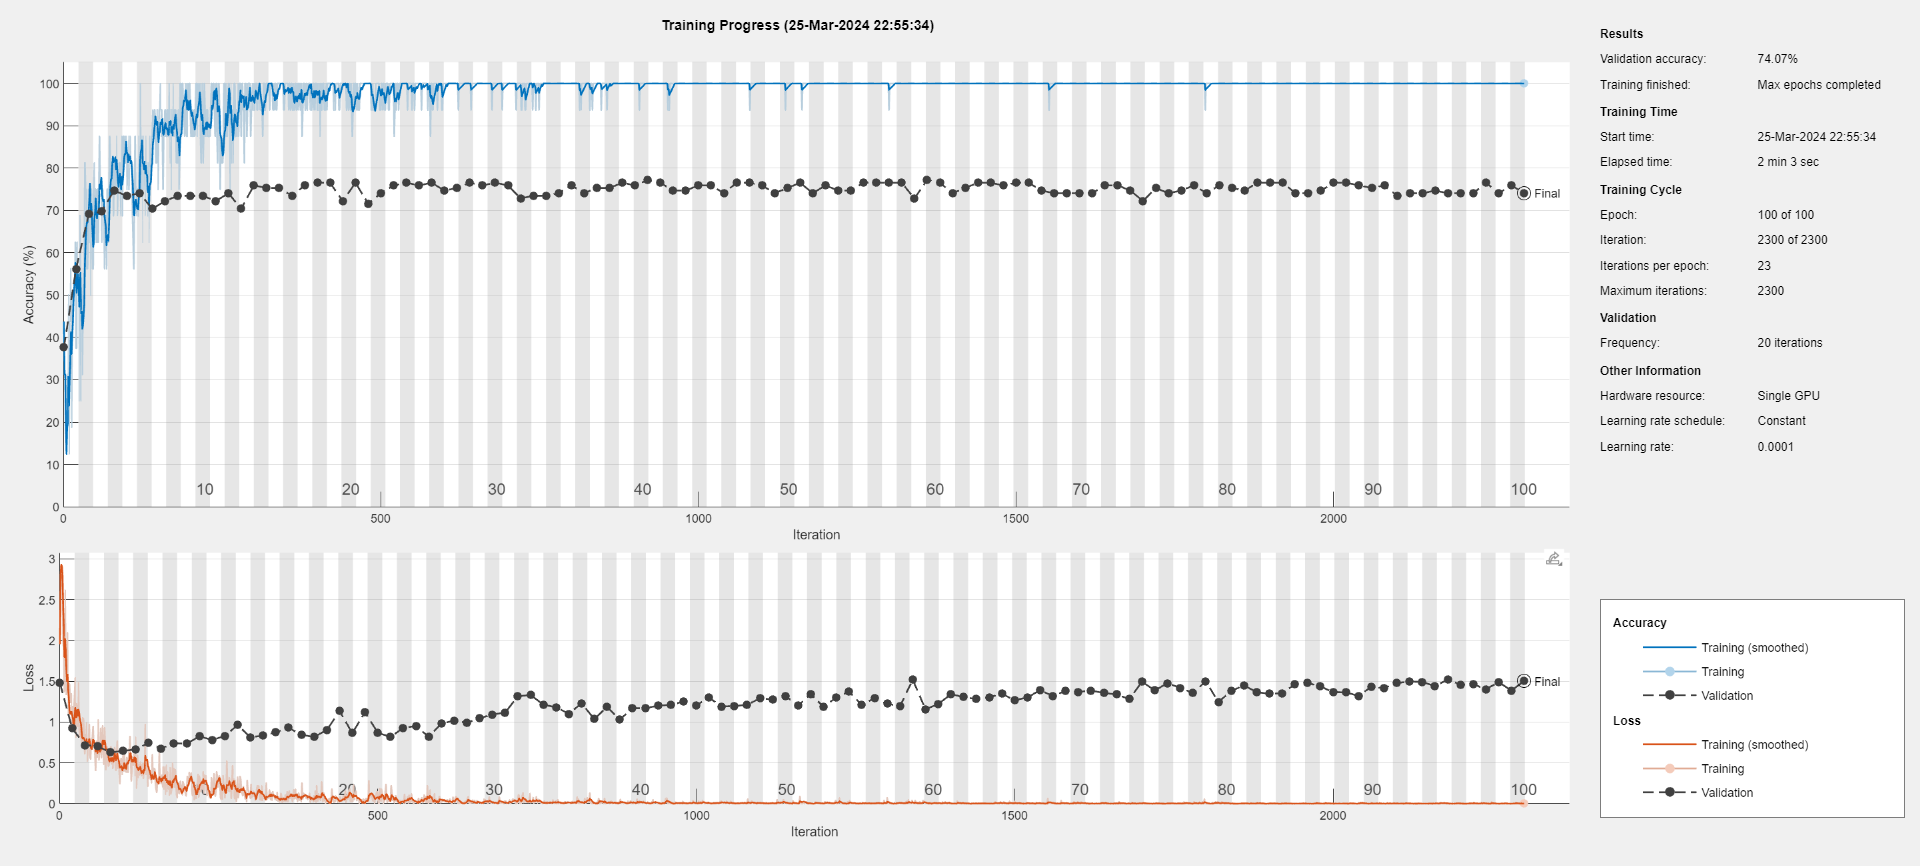 Training Progress (25-Mar-2024 22:55:34)
100
90
80
70
60
50
40
30
20
10
0
Accuracy (%)
Final
10 20 30 40 50 60 70 80 90 100
0 500 1000 1500 2000
Iteration
3
2.5
2
1.5
1
0.5
0
Loss
Final
20 30 40 50 60 70 80 90 100
0 500 1000 1500 2000
Iteration
Results
Validation accuracy: 74.07%
Training finished: Max epochs completed
Training Time
Start time: 25-Mar-2024 22:55:34
Elapsed time: 2 min 3 sec
Training Cycle
Epoch: 100 of 100
Iteration: 2300 of 2300
Iterations per epoch: 23
Maximum iterations: 2300
Validation
Frequency: 20 iterations
Other Information
Hardware resource: Single GPU
Learning rate schedule: Constant
Learning rate: 0.0001
Accuracy
Training (smoothed)
Training
Validation
Loss
Training (smoothed)
Training
Validation